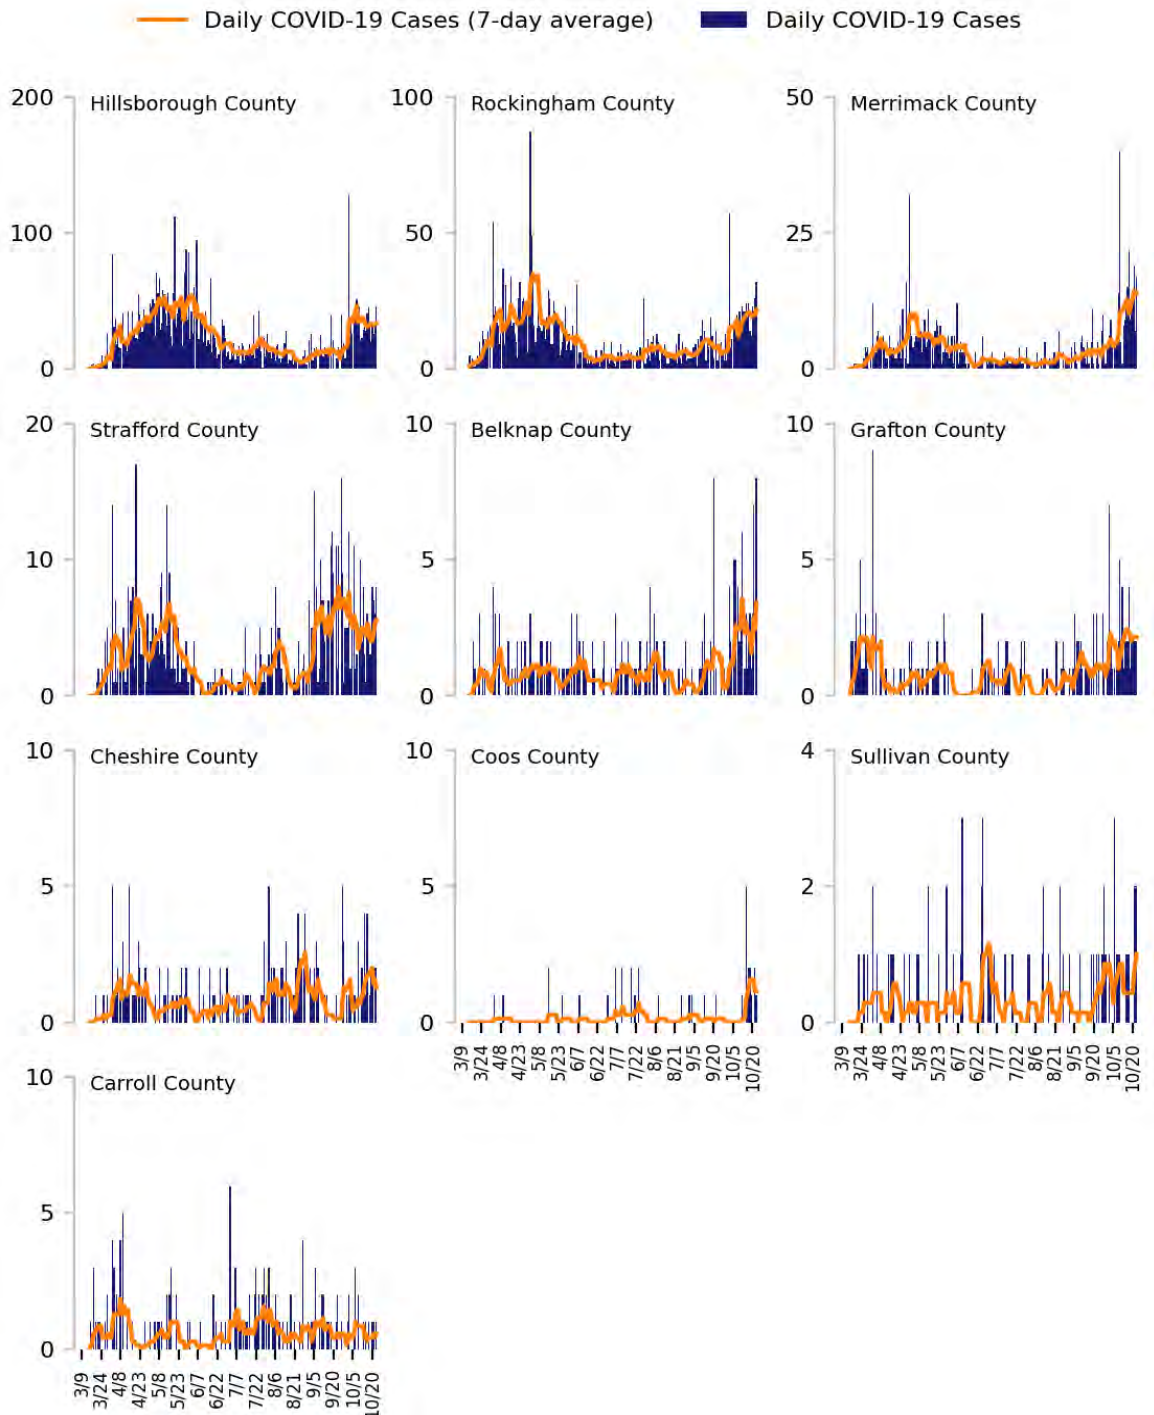 Daily COVID-19 Cases (7-day average) Daily COVID-19 Cases
200 Hillsborough County 100 Rockingham County 50 Merrimack County
100 50 25
0 0 0
20 Strafford County 10 Belknap County 10 Grafton County
10 5 5
0 0 0
10 Cheshire County 10 Coos County 4 Sullivan County
5 5 2
0 0 0
3/9 3/24 4/8 4/23 5/8 5/23 6/7 6/22 7/7 7/22 8/6 8/21 9/5 9/20 10/5 10/20 3/9 3/24 4/8 4/23 5/8 5/23 6/7 6/22 7/7 7/22 8/6 8/21 9/5 9/20 10/5 10/20
10 Carroll County
5
0
3/9 3/24 4/8 4/23 5/8 5/23 6/7 6/22 7/7 7/22 8/6 8/21 9/5 9/20 10/5 10/20